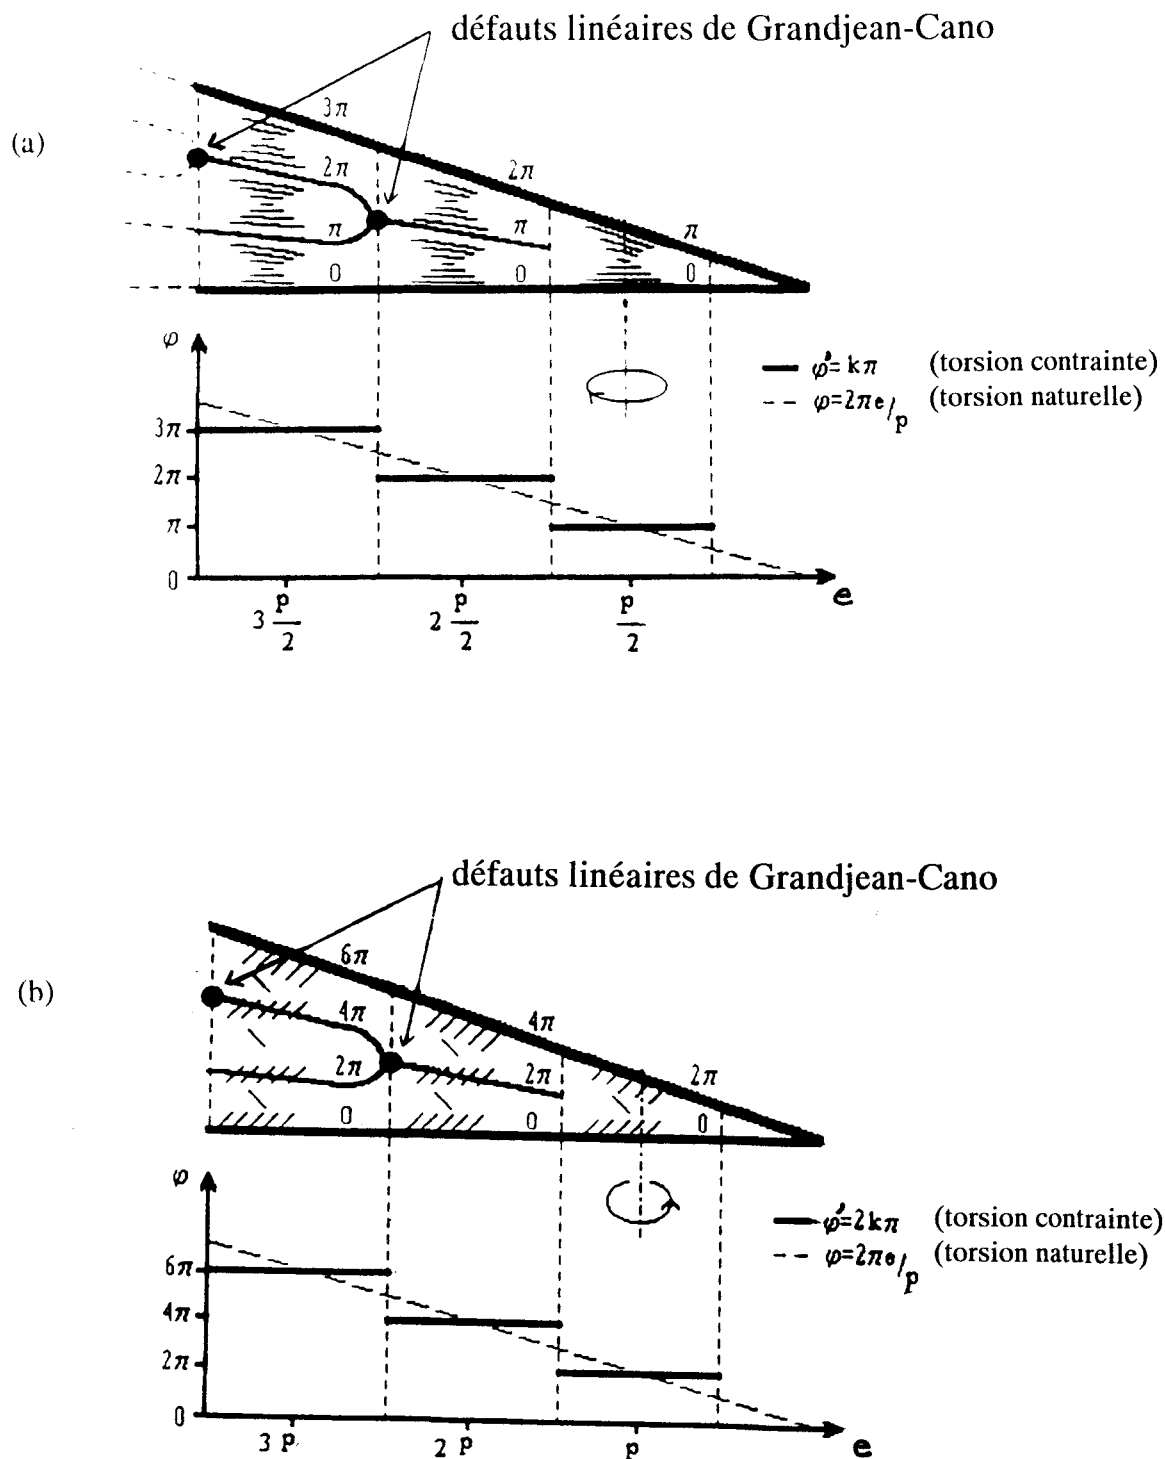 défauts linéaires de Grandjean-Cano
(a)
3π
2π
2π
π
π
π
0
0
0
φ
3π
2π
π
0
φ'= kπ (torsion contrainte)
φ=2πe/p (torsion naturelle)
3 p/2
2 p/2
p/2
e
défauts linéaires de Grandjean-Cano
(b)
6π
4π
4π
2π
2π
2π
0
0
0
φ
6π
4π
2π
0
φ'=2kπ (torsion contrainte)
φ=2πe/p (torsion naturelle)
3 p
2 p
p
e